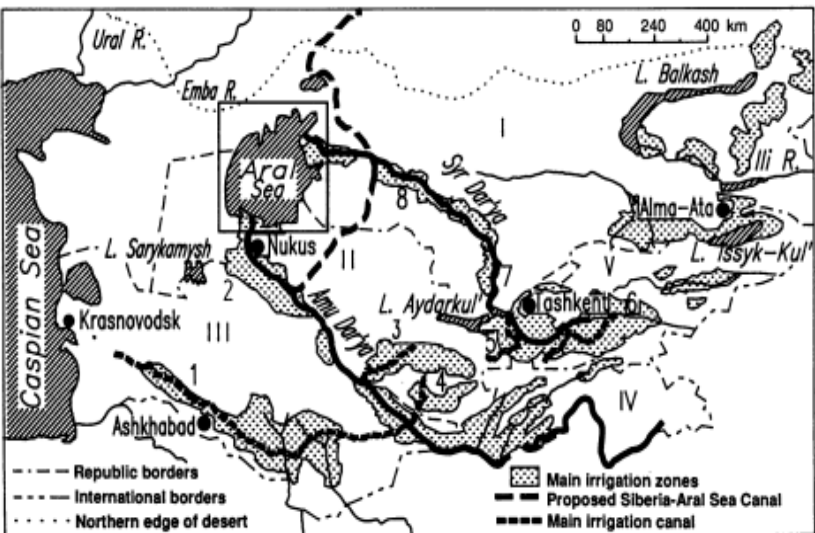 Ural R.
0 80 240 400 km
L. Balkash
Emba R.
I
Ili R.
Aral
Sea
Syr Darya
8
Alma-Ata
Nukus
L. Sarykamysh
II
V
L. Issyk-Kul'
2
7
Caspian Sea
Amu Darya
L. Aydarkul'
Tashkent
6
Krasnovodsk
III
3
5
1
4
IV
Ashkhabad
Republic borders
International borders
Northern edge of desert
Main irrigation zones
Proposed Siberia-Aral Sea Canal
Main irrigation canal